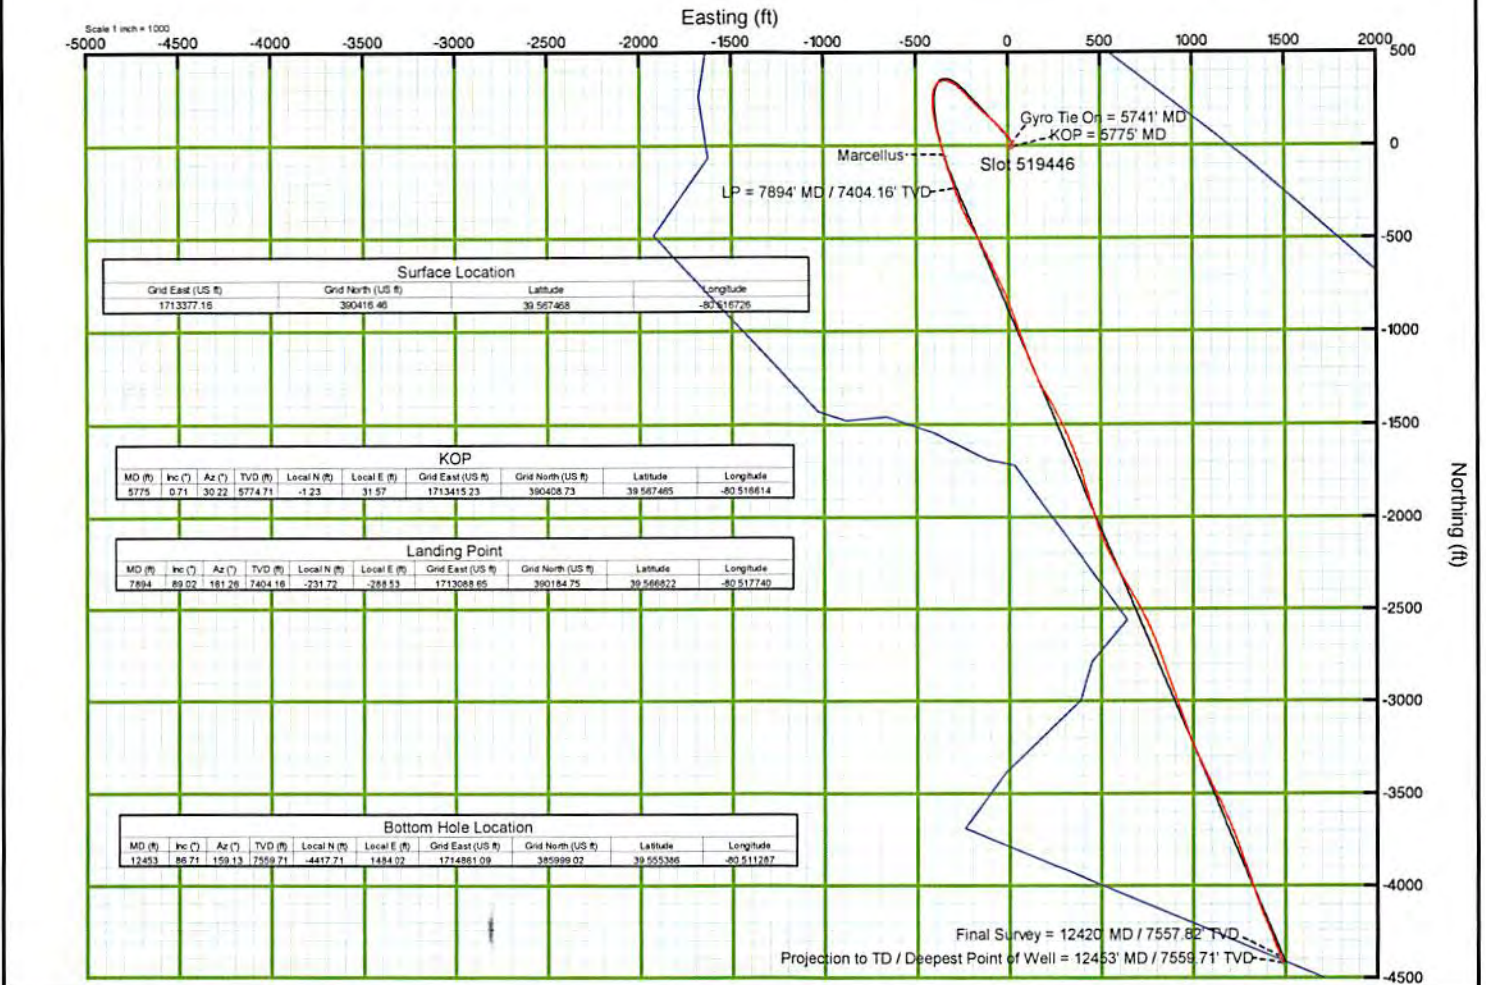 Easting (ft)
Scale 1 inch = 1000
-5000 -4500 -4000 -3500 -3000 -2500 -2000 -1500 -1000 -500 0 500 1000 1500 2000
500
Gyro Tie On = 5741' MD
KOP = 5775' MD
0
Marcellus
Slot 519446
LP = 7894' MD / 7404.16' TVD
-500
Surface Location
Grid East (US ft) Grid North (US ft) Latitude Longitude
1713377.16 390416.46 39.567468 -80.516726
-1000
-1500
KOP
MD (ft) Inc (°) Az (°) TVD (ft) Local N (ft) Local E (ft) Grid East (US ft) Grid North (US ft) Latitude Longitude
5775 0.71 30.22 5774.71 -1.23 31.57 1713415.23 390408.73 39.567465 -80.516614
-2000
Northing (ft)
Landing Point
MD (ft) Inc (°) Az (°) TVD (ft) Local N (ft) Local E (ft) Grid East (US ft) Grid North (US ft) Latitude Longitude
7894 89.02 161.26 7404.16 -231.72 -288.53 1713088.65 390184.75 39.566822 -80.517740
-2500
-3000
-3500
Bottom Hole Location
MD (ft) Inc (°) Az (°) TVD (ft) Local N (ft) Local E (ft) Grid East (US ft) Grid North (US ft) Latitude Longitude
12453 86.71 159.13 7559.71 -4417.71 1484.02 1714861.09 385999.02 39.555386 -80.511287
-4000
Final Survey = 12420' MD / 7557.82' TVD
Projection to TD / Deepest Point of Well = 12453' MD / 7559.71' TVD
-4500